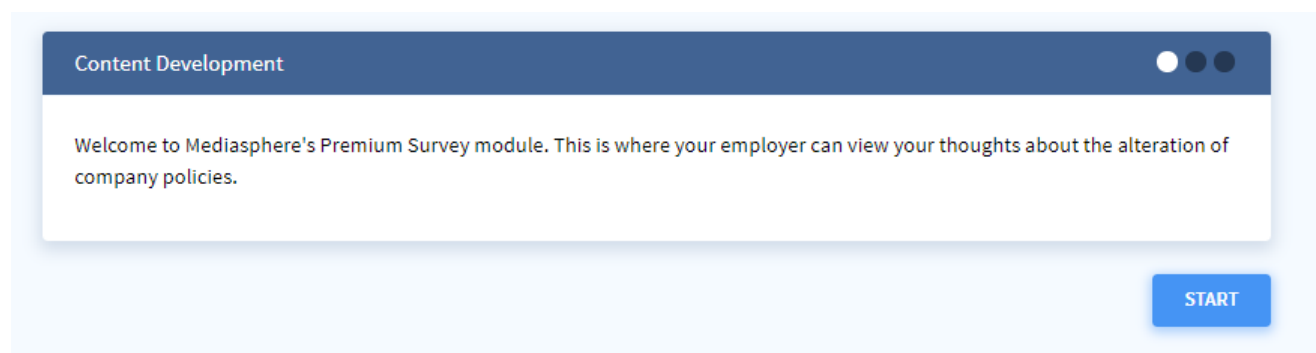 Content Development
Welcome to Mediasphere's Premium Survey module. This is where your employer can view your thoughts about the alteration of
company policies.
START